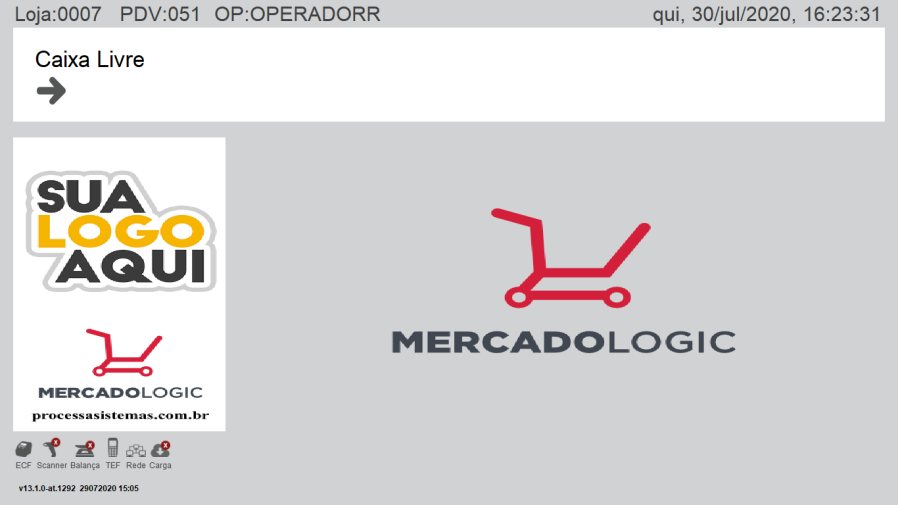 Loja:0007 PDV:051 OP:OPERADORR qui, 30/jul/2020, 16:23:31
Caixa Livre
SUA
LOGO
AQUI
MERCADOLOGIC
processasistemas.com.br
MERCADOLOGIC
ECF Scanner Balança TEF Rede Carga
v13.1.0-at.1292 29072020 15:05